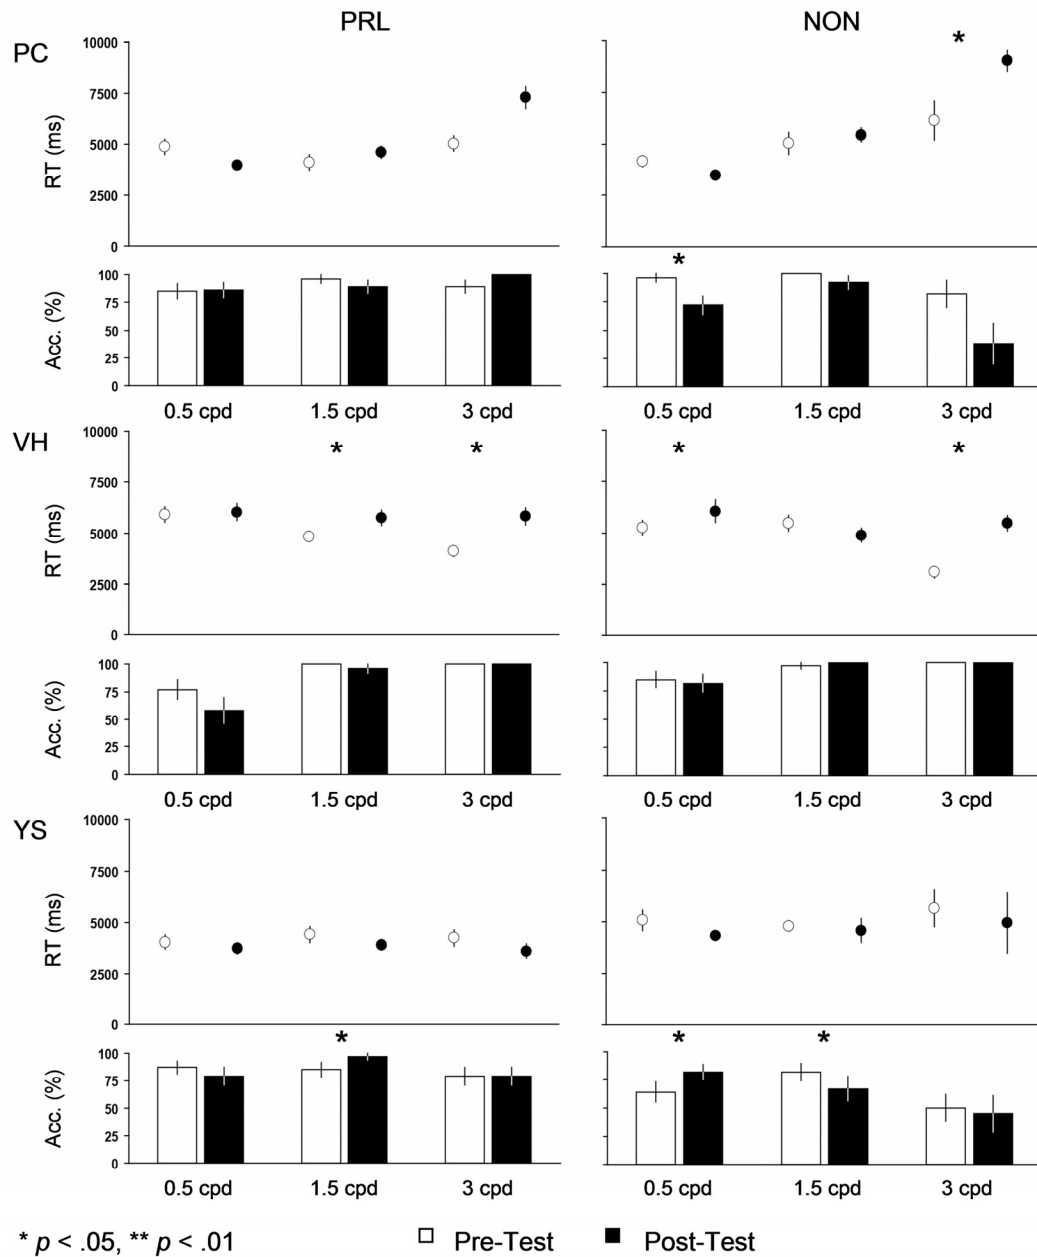 PRL NON
PC
10000
7500
RT (ms)
5000
2500
0
*
*
100
75
Acc. (%)
50
25
0
0.5 cpd 1.5 cpd 3 cpd 0.5 cpd 1.5 cpd 3 cpd
VH
10000
* * * *
7500
RT (ms)
5000
2500
0
100
75
Acc. (%)
50
25
0
0.5 cpd 1.5 cpd 3 cpd 0.5 cpd 1.5 cpd 3 cpd
YS
10000
7500
RT (ms)
5000
2500
0
* * *
100
75
Acc. (%)
50
25
0
0.5 cpd 1.5 cpd 3 cpd 0.5 cpd 1.5 cpd 3 cpd
* p < .05, ** p < .01 Pre-Test Post-Test